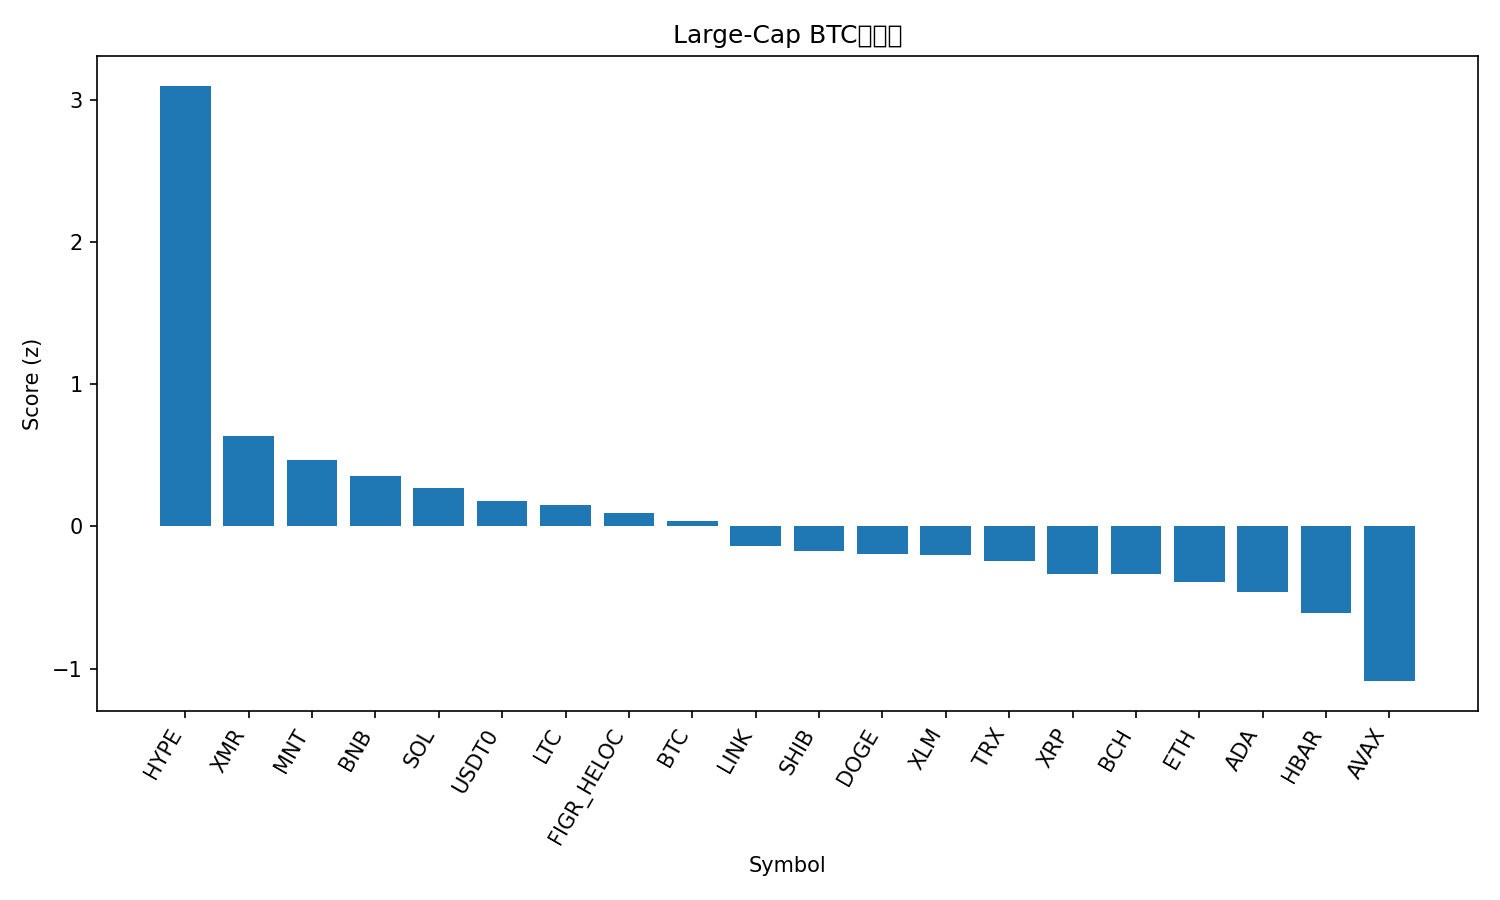 Large-Cap BTC
Score (z)
3
2
1
0
−1
HYPE
XMR
MNT
BNB
SOL
USDT0
LTC
FIGR_HELOC
BTC
LINK
SHIB
DOGE
XLM
TRX
XRP
BCH
ETH
ADA
HBAR
AVAX
Symbol